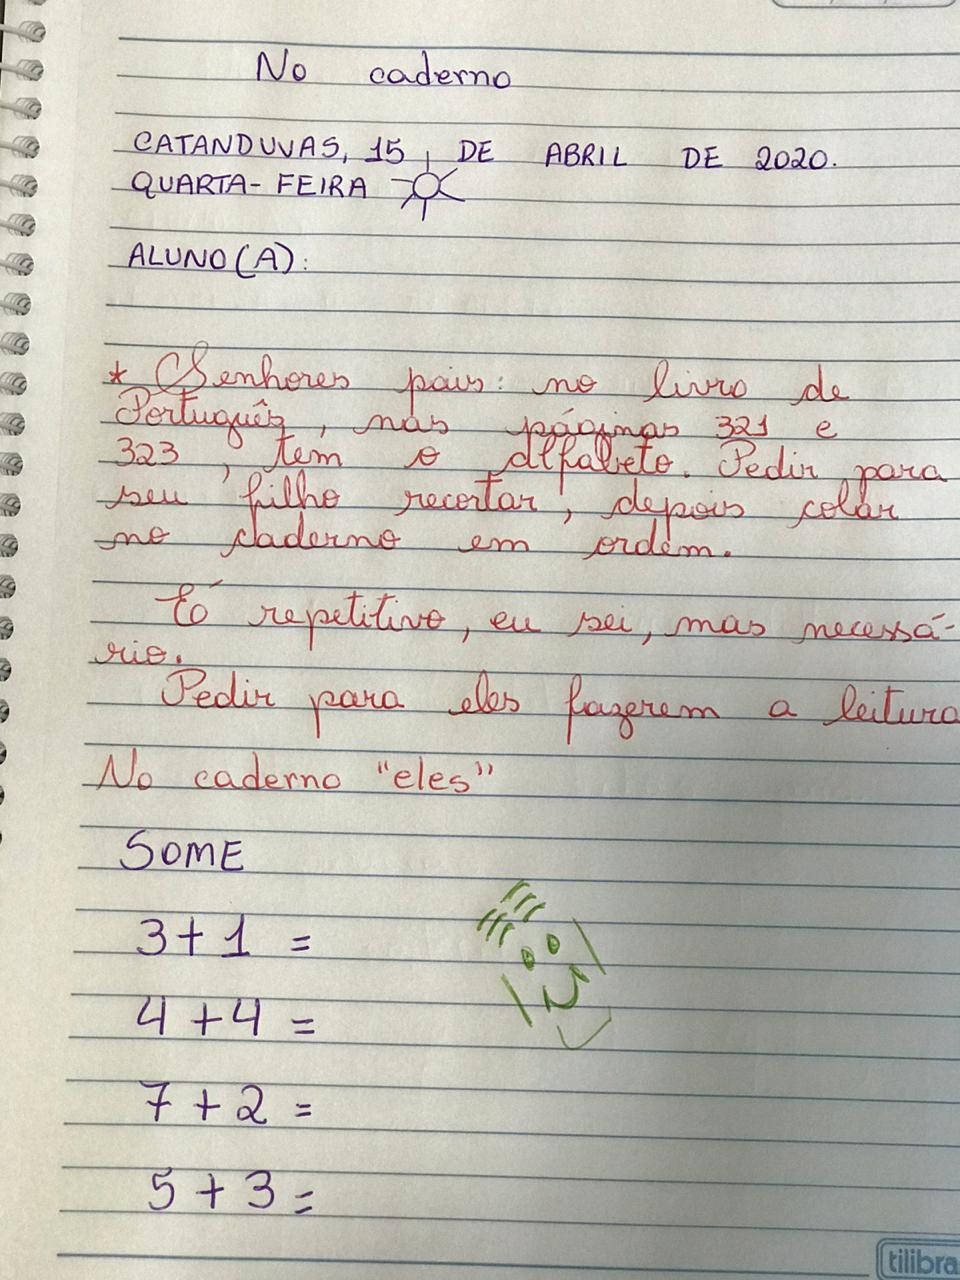 No caderno
CATANDUVAS, 15 DE ABRIL DE 2020.
QUARTA-FEIRA
ALUNO(A):
* Senhores pais: no livro de
Português, nas páginas 321 e
323, tem o alfabeto. Pedir para
seu filho recortar, depois colar
no caderno em ordem.
É repetitivo, eu sei, mas necessá-
rio.
Pedir para eles fazerem a leitura
No caderno "eles"
SOME
3+1 =
4+4 =
7+2 =
5+3 =
tilibra